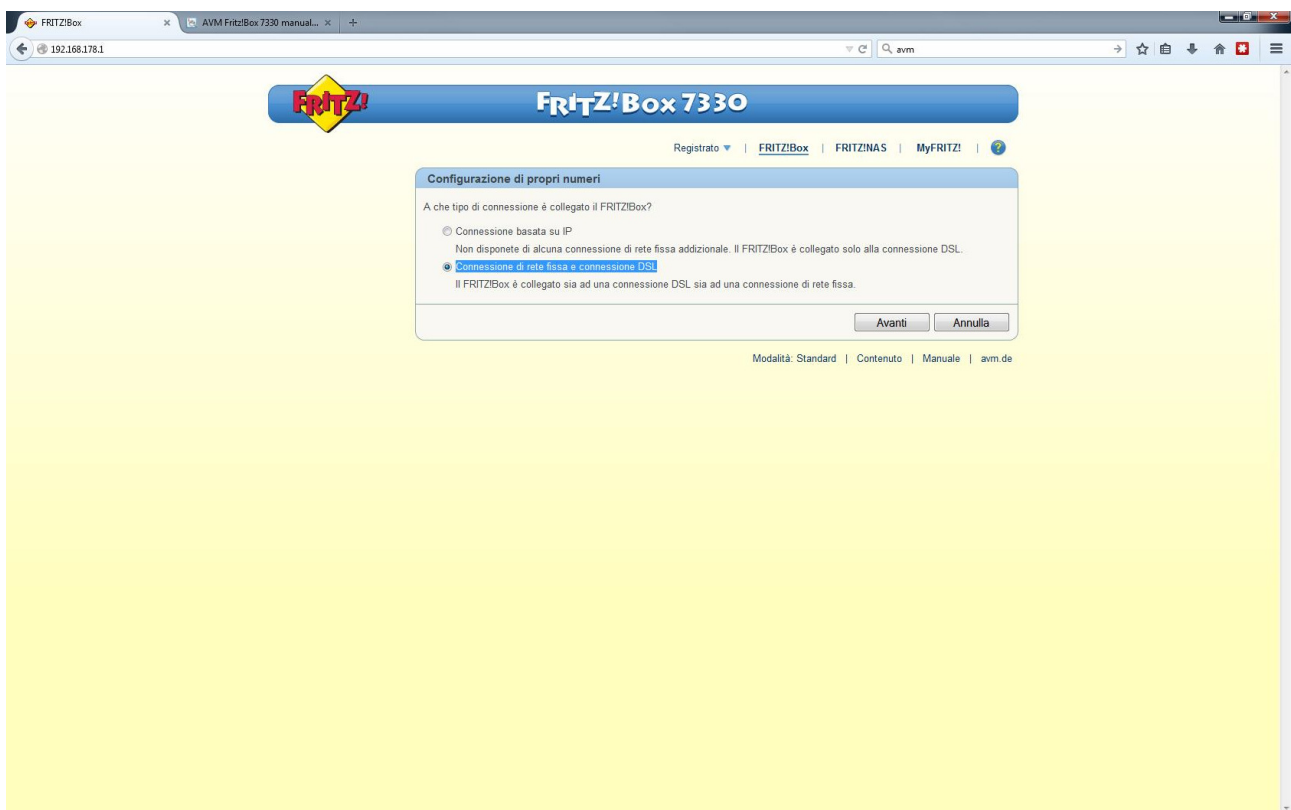 FRITZ!Box
AVM Fritz!Box 7330 manual...
192.168.178.1
avm
FRITZ!
FRITZ!Box 7330
Registrato | FRITZ!Box | FRITZ!NAS | MyFRITZ! | ?
Configurazione di propri numeri
A che tipo di connessione è collegato il FRITZ!Box?
Connessione basata su IP
Non disponete di alcuna connessione di rete fissa addizionale. Il FRITZ!Box è collegato solo alla connessione DSL.
Connessione di rete fissa e connessione DSL
Il FRITZ!Box è collegato sia ad una connessione DSL sia ad una connessione di rete fissa.
Avanti Annulla
Modalità: Standard | Contenuto | Manuale | avm.de